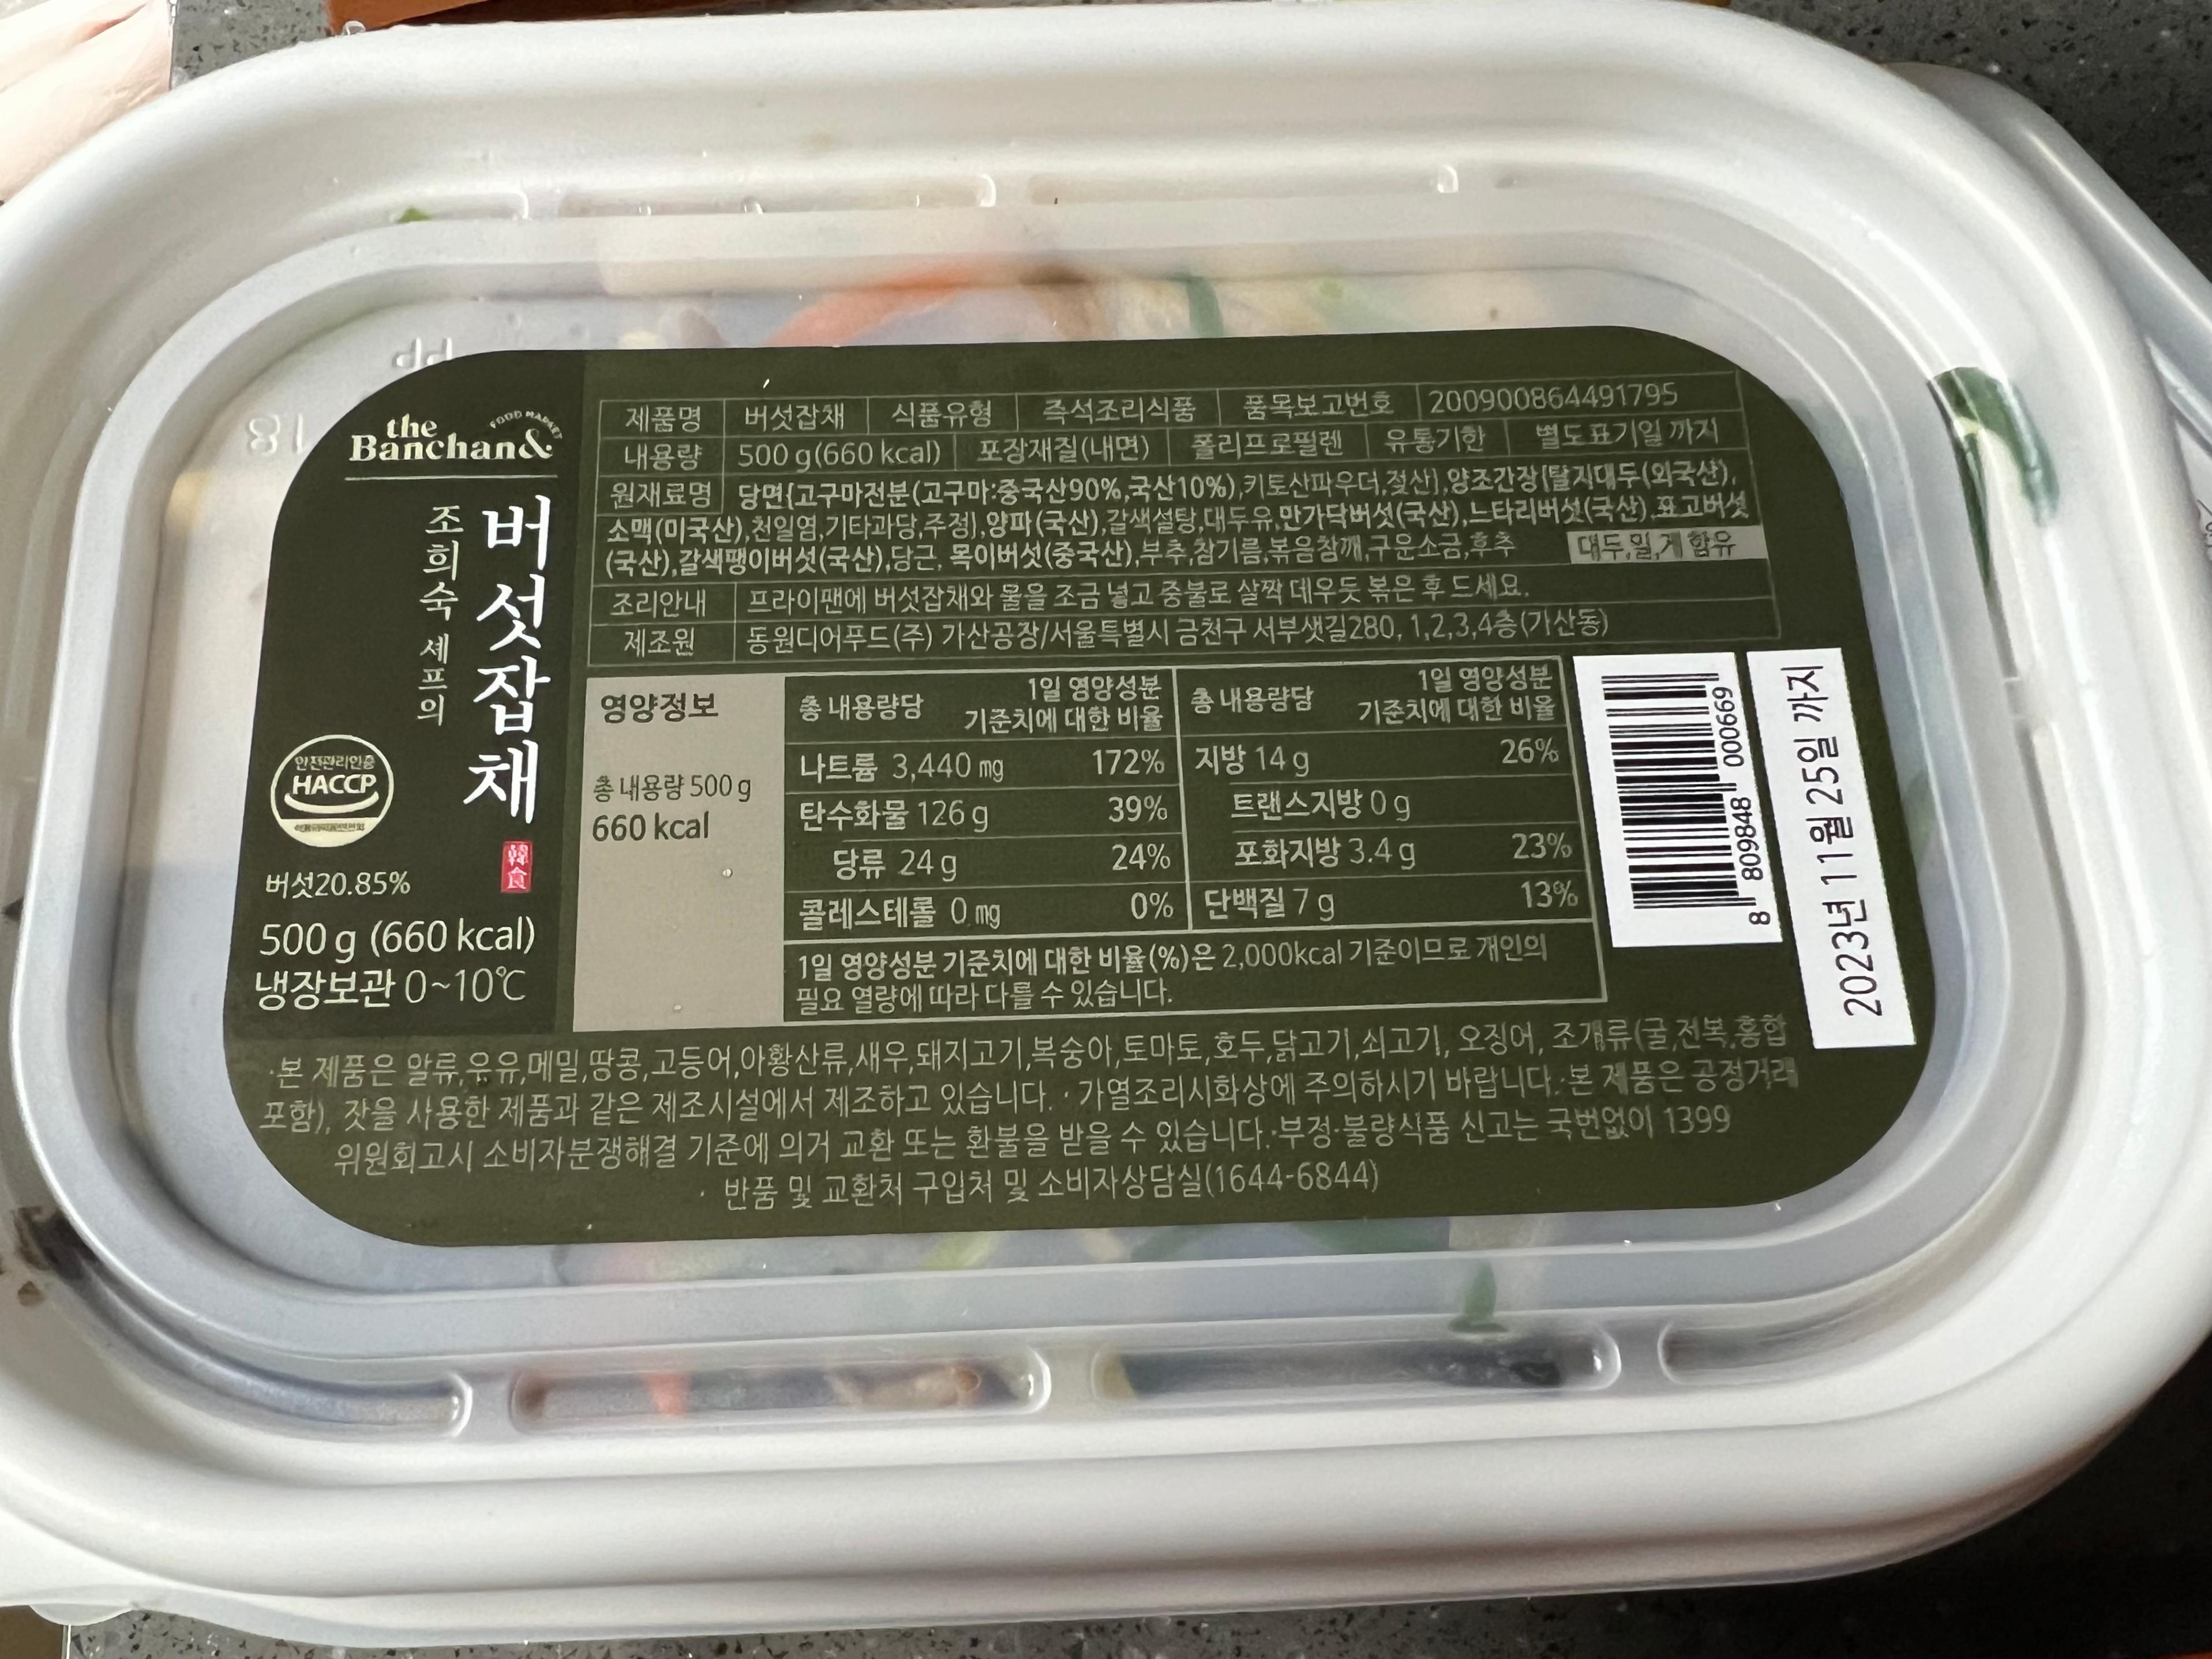 the
Banchan&
FOOD MARKET
조희숙 셰프의
버섯잡채
韓食
안전관리인증
HACCP
버섯20.85%
500 g (660 kcal)
냉장보관 0~10℃
제품명 버섯잡채 식품유형 즉석조리식품 품목보고번호 200900864491795
내용량 500 g(660 kcal) 포장재질(내면) 폴리프로필렌 유통기한 별도표기일 까지
원재료명 당면{고구마전분(고구마:중국산90%,국산10%),키토산파우더,젖산},양조간장{탈지대두(외국산),
소맥(미국산),천일염,기타과당,주정},양파(국산),갈색설탕,대두유,만가닥버섯(국산),느타리버섯(국산),표고버섯
(국산),갈색팽이버섯(국산),당근, 목이버섯(중국산),부추,참기름,볶음참깨,구운소금,후추 대두,밀,게 함유
조리안내 프라이팬에 버섯잡채와 물을 조금 넣고 중불로 살짝 데우듯 볶은 후 드세요.
제조원 동원디어푸드(주) 가산공장/서울특별시 금천구 서부샛길280, 1,2,3,4층(가산동)
영양정보
총 내용량 500 g
660 kcal
총 내용량당 1일 영양성분 기준치에 대한 비율
나트륨 3,440 mg 172%
탄수화물 126 g 39%
당류 24 g 24%
콜레스테롤 0 mg 0%
총 내용량당 1일 영양성분 기준치에 대한 비율
지방 14 g 26%
트랜스지방 0 g
포화지방 3.4 g 23%
단백질 7 g 13%
1일 영양성분 기준치에 대한 비율(%)은 2,000kcal 기준이므로 개인의
필요 열량에 따라 다를 수 있습니다.
8 809848 000669
2023년 11월 25일 까지
·본 제품은 알류,우유,메밀,땅콩,고등어,아황산류,새우,돼지고기,복숭아,토마토,호두,닭고기,쇠고기, 오징어, 조개류(굴,전복,홍합
포함), 잣을 사용한 제품과 같은 제조시설에서 제조하고 있습니다. ·가열조리시화상에 주의하시기 바랍니다.·본 제품은 공정거래
위원회고시 소비자분쟁해결 기준에 의거 교환 또는 환불을 받을 수 있습니다.·부정·불량식품 신고는 국번없이 1399
· 반품 및 교환처 구입처 및 소비자상담실(1644-6844)
PP
18